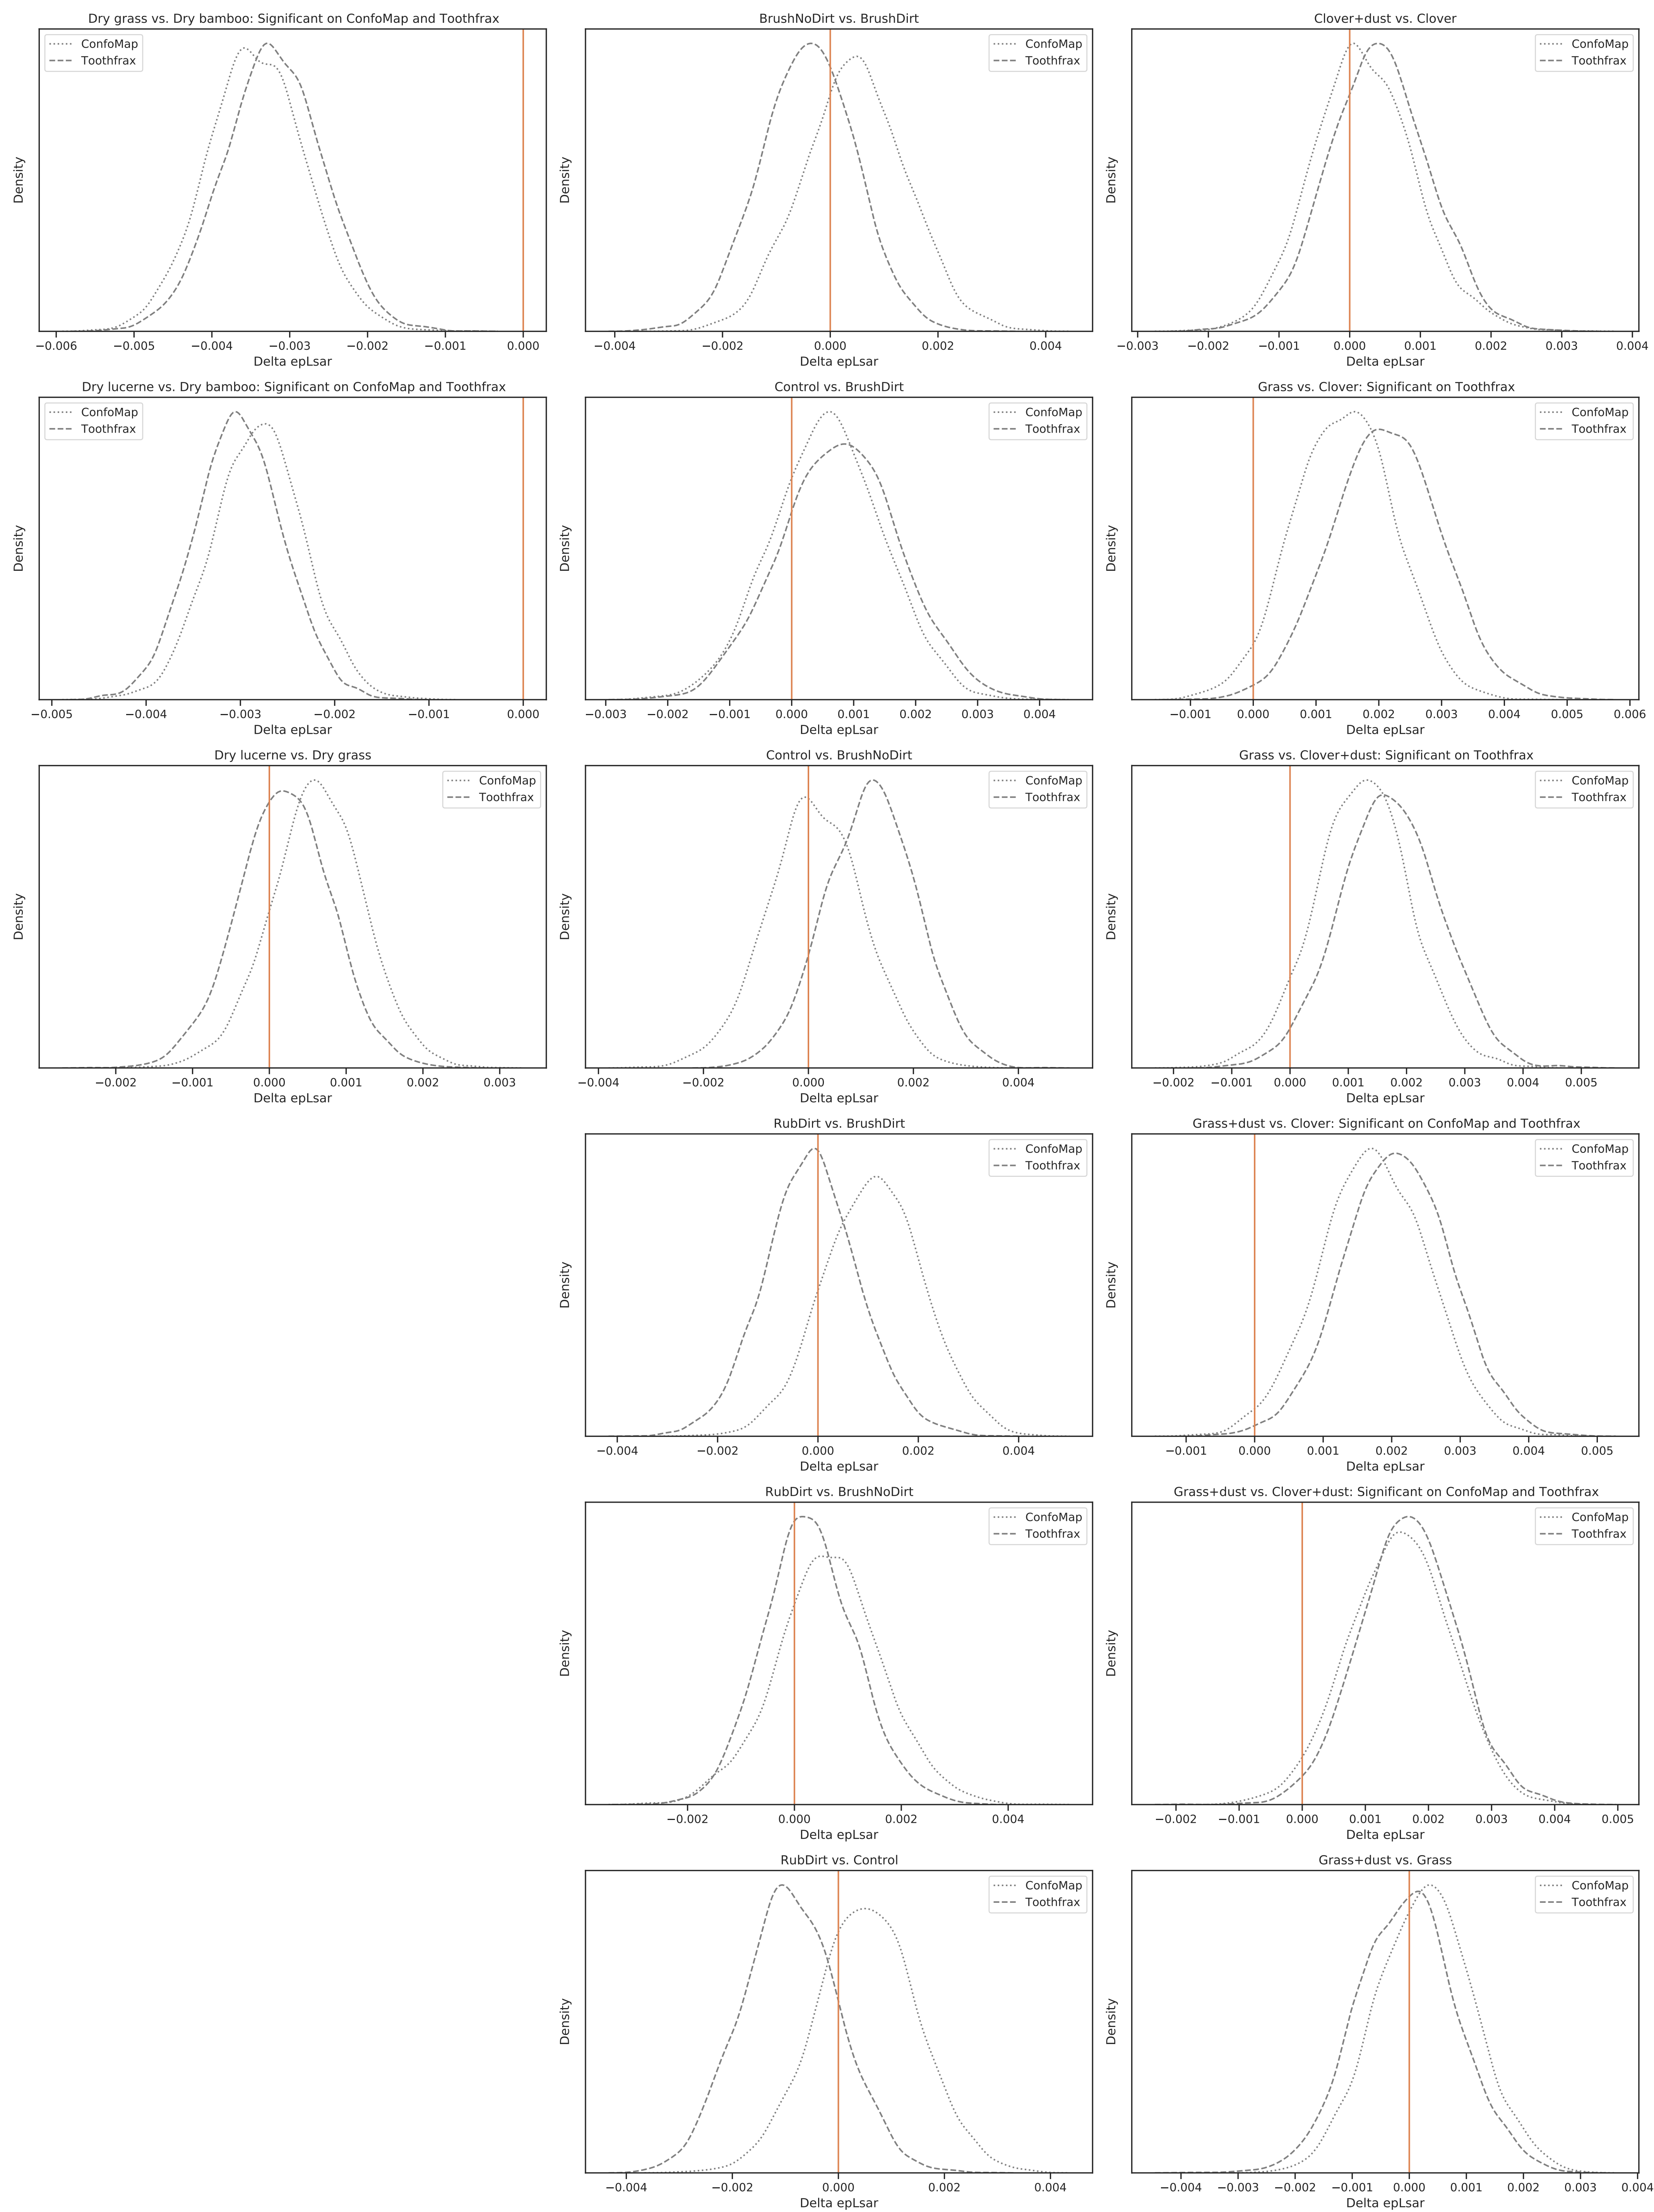 Dry grass vs. Dry bamboo: Significant on ConfoMap and Toothfrax
ConfoMap
Toothfrax
Density
−0.006 −0.005 −0.004 −0.003 −0.002 −0.001 0.000
Delta epLsar
BrushNoDirt vs. BrushDirt
ConfoMap
Toothfrax
Density
−0.004 −0.002 0.000 0.002 0.004
Delta epLsar
Clover+dust vs. Clover
ConfoMap
Toothfrax
Density
−0.003 −0.002 −0.001 0.000 0.001 0.002 0.003 0.004
Delta epLsar
Dry lucerne vs. Dry bamboo: Significant on ConfoMap and Toothfrax
ConfoMap
Toothfrax
Density
−0.005 −0.004 −0.003 −0.002 −0.001 0.000
Delta epLsar
Control vs. BrushDirt
ConfoMap
Toothfrax
Density
−0.003 −0.002 −0.001 0.000 0.001 0.002 0.003 0.004
Delta epLsar
Grass vs. Clover: Significant on Toothfrax
ConfoMap
Toothfrax
Density
−0.001 0.000 0.001 0.002 0.003 0.004 0.005 0.006
Delta epLsar
Dry lucerne vs. Dry grass
ConfoMap
Toothfrax
Density
−0.002 −0.001 0.000 0.001 0.002 0.003
Delta epLsar
Control vs. BrushNoDirt
ConfoMap
Toothfrax
Density
−0.004 −0.002 0.000 0.002 0.004
Delta epLsar
Grass vs. Clover+dust: Significant on Toothfrax
ConfoMap
Toothfrax
Density
−0.002 −0.001 0.000 0.001 0.002 0.003 0.004 0.005
Delta epLsar
RubDirt vs. BrushDirt
ConfoMap
Toothfrax
Density
−0.004 −0.002 0.000 0.002 0.004
Delta epLsar
Grass+dust vs. Clover: Significant on ConfoMap and Toothfrax
ConfoMap
Toothfrax
Density
−0.001 0.000 0.001 0.002 0.003 0.004 0.005
Delta epLsar
RubDirt vs. BrushNoDirt
ConfoMap
Toothfrax
Density
−0.002 0.000 0.002 0.004
Delta epLsar
Grass+dust vs. Clover+dust: Significant on ConfoMap and Toothfrax
ConfoMap
Toothfrax
Density
−0.002 −0.001 0.000 0.001 0.002 0.003 0.004 0.005
Delta epLsar
RubDirt vs. Control
ConfoMap
Toothfrax
Density
−0.004 −0.002 0.000 0.002 0.004
Delta epLsar
Grass+dust vs. Grass
ConfoMap
Toothfrax
Density
−0.004 −0.003 −0.002 −0.001 0.000 0.001 0.002 0.003 0.004
Delta epLsar